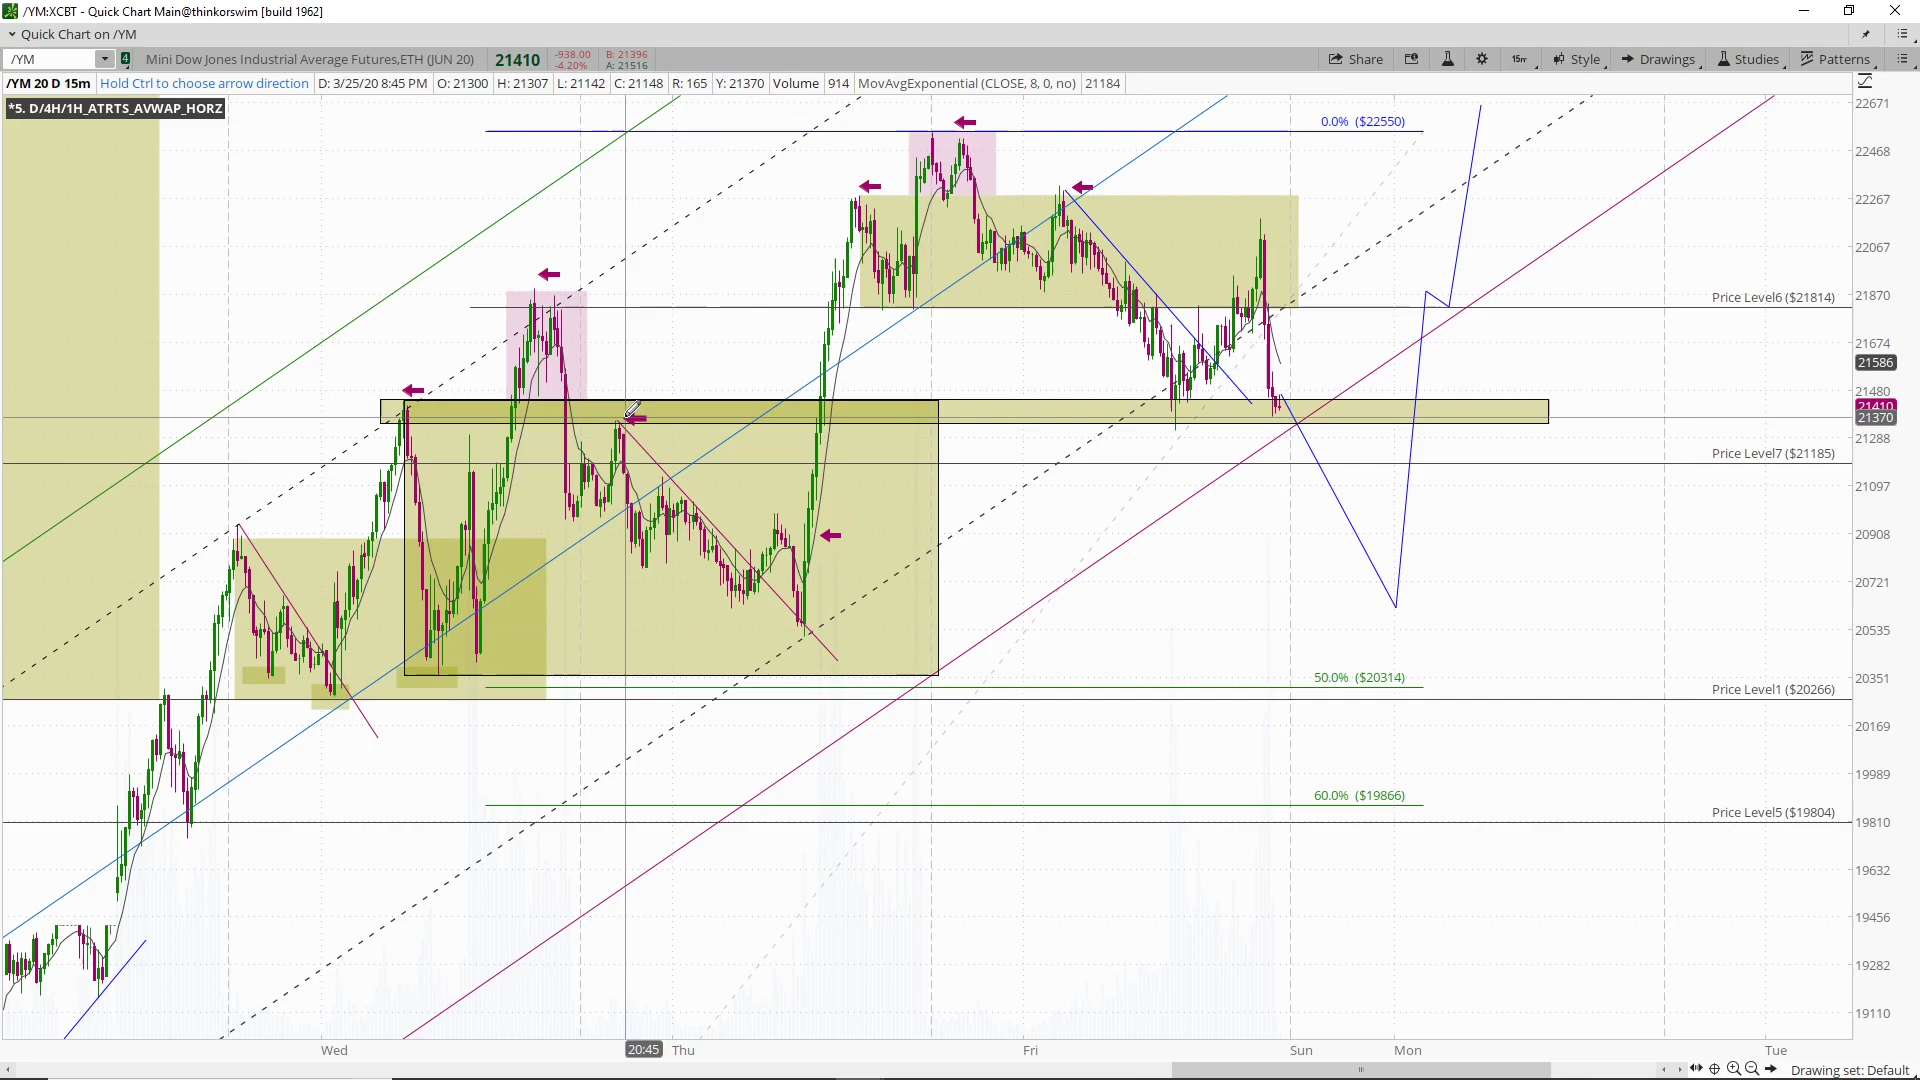 /YM:XCBT - Quick Chart Main@thinkorswim [build 1962]
Quick Chart on /YM
/YM 4 Mini Dow Jones Industrial Average Futures,ETH (JUN 20) 21410 -938.00 -4.20% B: 21396 A: 21516 Share 15m Style Drawings Studies Patterns
/YM 20 D 15m Hold Ctrl to choose arrow direction D: 3/25/20 8:45 PM O: 21300 H: 21307 L: 21142 C: 21148 R: 165 Y: 21370 Volume 914 MovAvgExponential (CLOSE, 8, 0, no) 21184
*5. D/4H/1H_ATRTS_AVWAP_HORZ
22671
0.0% ($22550)
22468
22267
22067
21870
Price Level6 ($21814)
21674
21586
21480
21410
21370
21288
Price Level7 ($21185)
21097
20908
20721
20535
50.0% ($20314)
20351
Price Level1 ($20266)
20169
19989
60.0% ($19866)
Price Level5 ($19804)
19810
19632
19456
19282
19110
Wed 20:45 Thu Fri Sun Mon Tue
Drawing set: Default